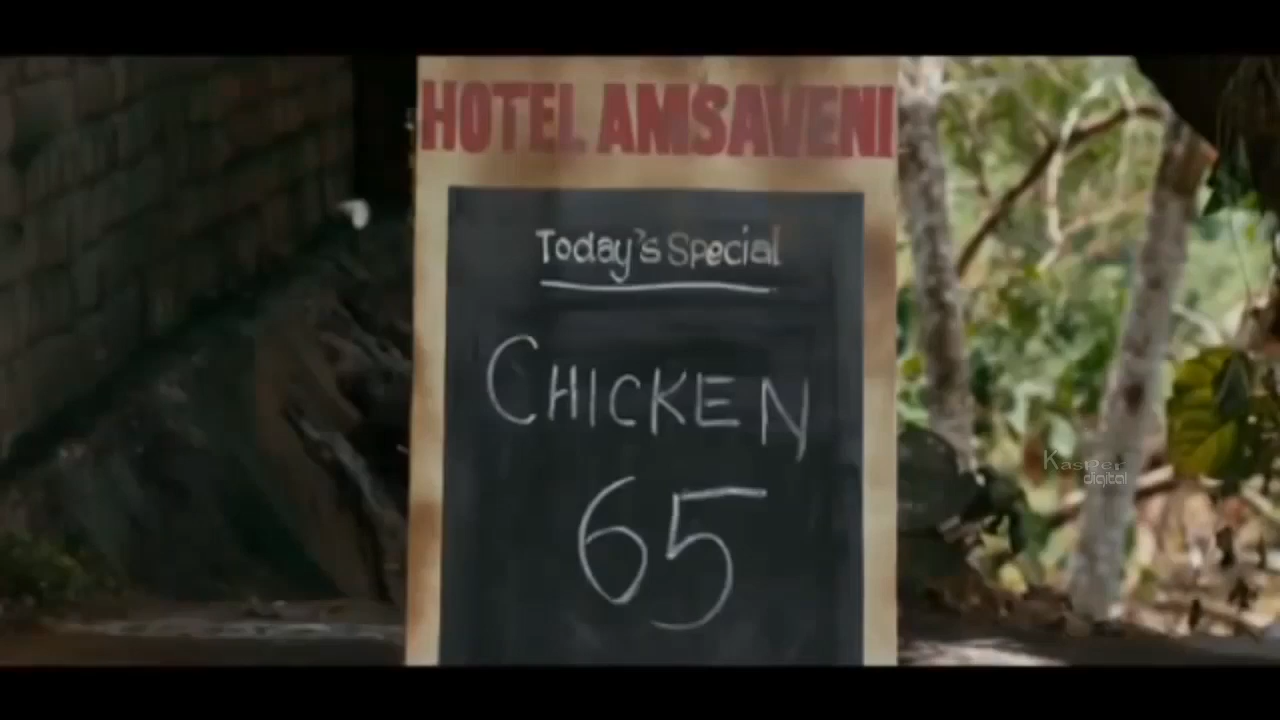 HOTEL AMSAVENI
Today's Special
CHICKEN
65
Kasper
digital